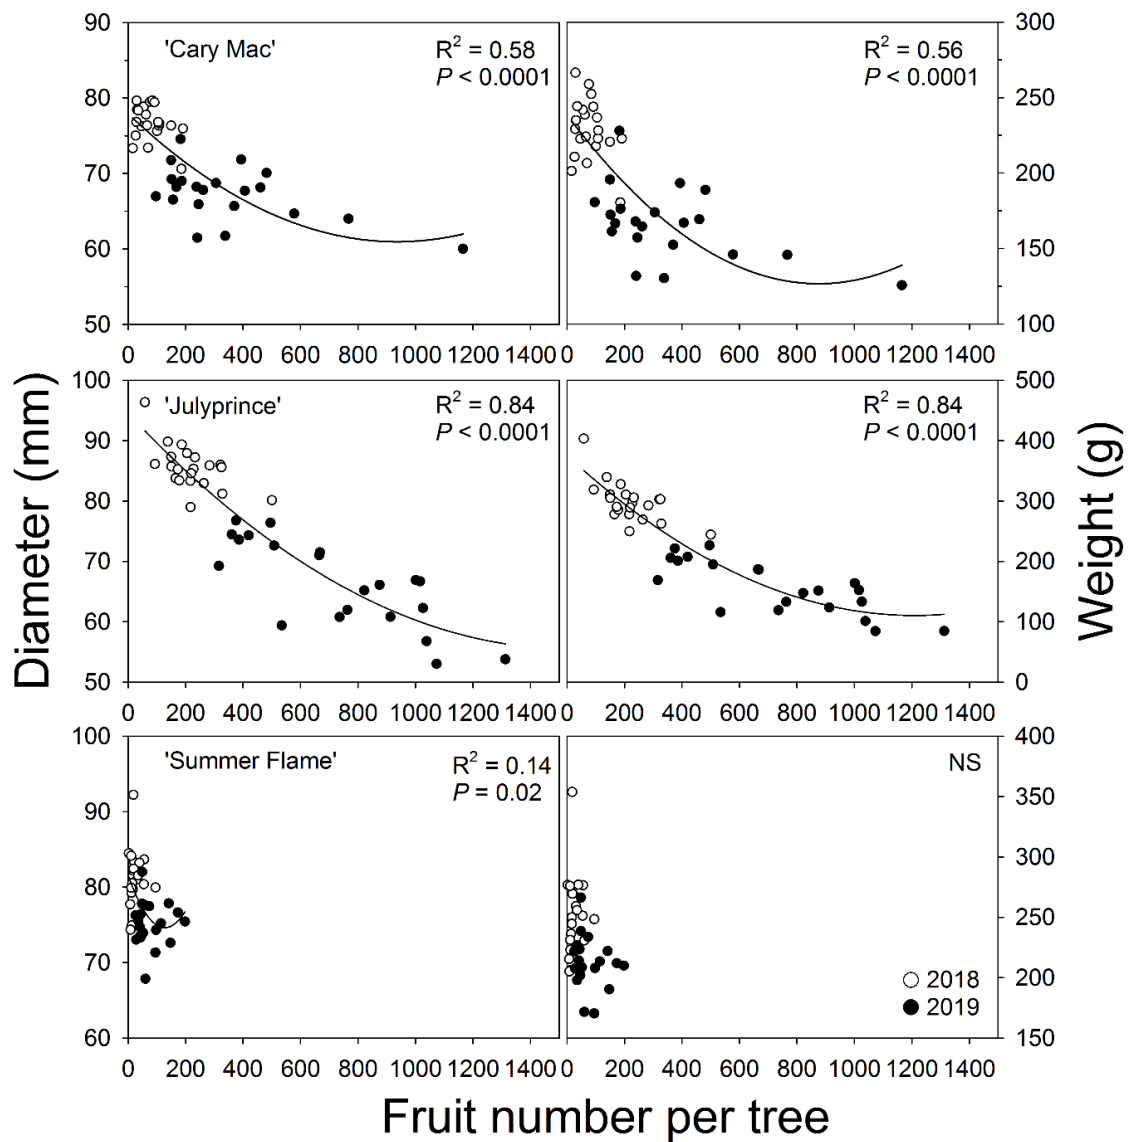 90
80
70
60
50
'Cary Mac'
R2 = 0.58
P < 0.0001
0 200 400 600 800 1000 1200 1400
R2 = 0.56
P < 0.0001
300
250
200
150
100
0 200 400 600 800 1000 1200 1400
Diameter (mm)
100
90
80
70
60
50
'Julyprince'
R2 = 0.84
P < 0.0001
0 200 400 600 800 1000 1200 1400
R2 = 0.84
P < 0.0001
500
400
300
200
100
0
0 200 400 600 800 1000 1200 1400
Weight (g)
100
90
80
70
60
'Summer Flame'
R2 = 0.14
P = 0.02
0 200 400 600 800 1000 1200 1400
NS
2018
2019
400
350
300
250
200
150
0 200 400 600 800 1000 1200 1400
Fruit number per tree